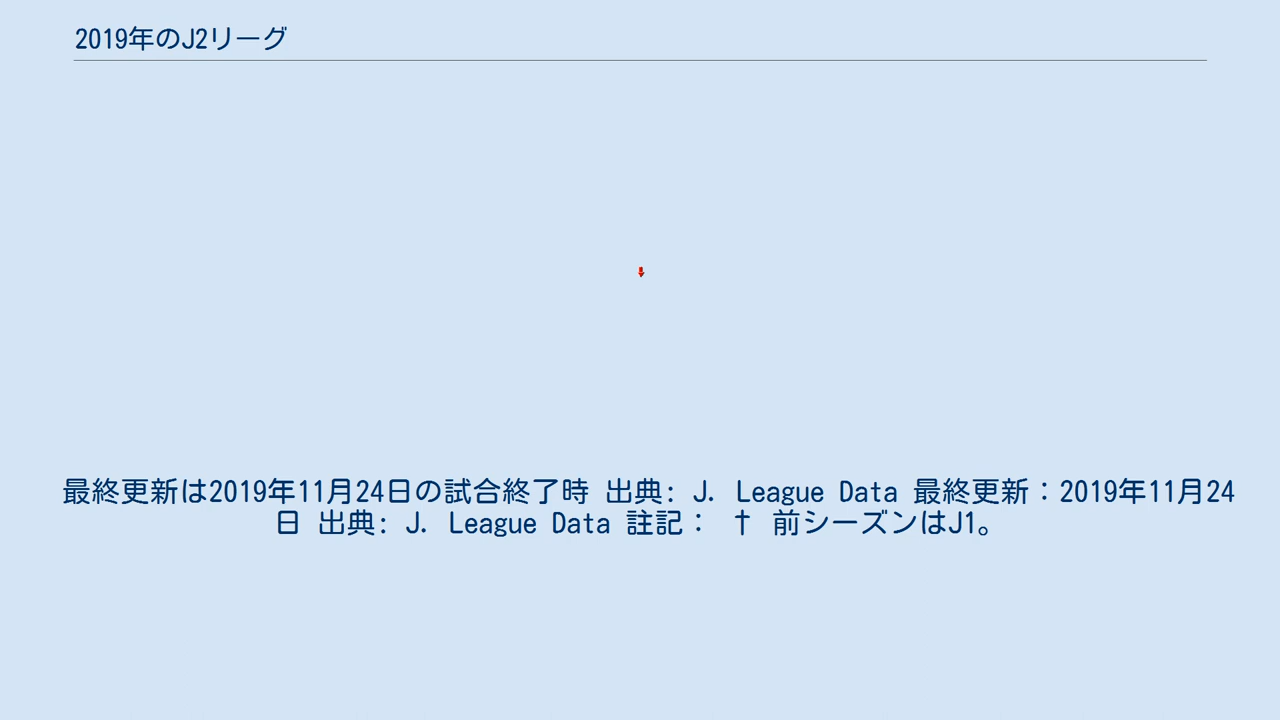 2019年のJ2リーグ
最終更新は2019年11月24日の試合終了時 出典: J. League Data 最終更新：2019年11月24
日 出典: J. League Data 註記： † 前シーズンはJ1。